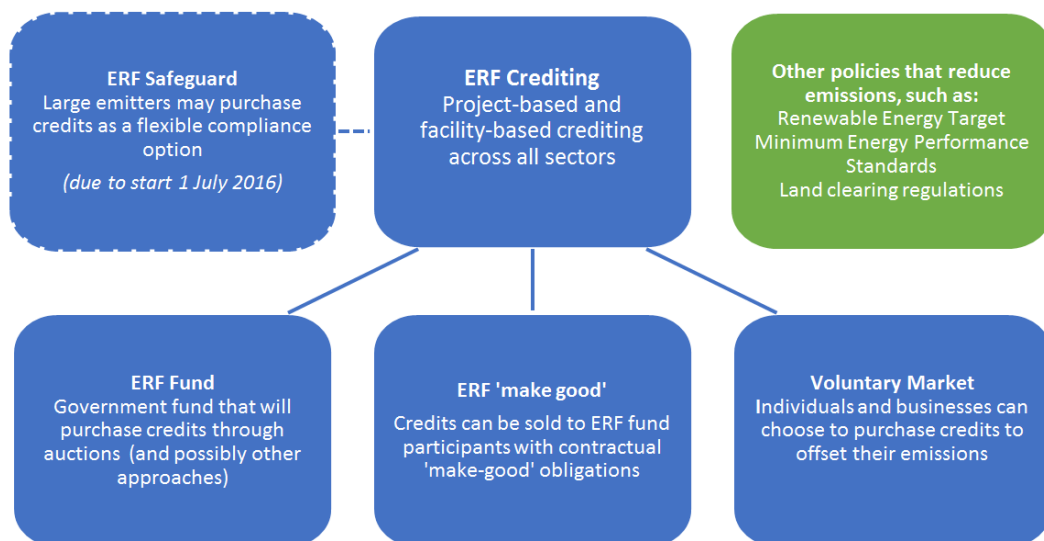 ERF Safeguard
Large emitters may purchase
credits as a flexible compliance
option
(due to start 1 July 2016)
ERF Crediting
Project-based and
facility-based crediting
across all sectors
Other policies that reduce
emissions, such as:
Renewable Energy Target
Minimum Energy Performance
Standards
Land clearing regulations
ERF Fund
Government fund that will
purchase credits through
auctions (and possibly other
approaches)
ERF 'make good'
Credits can be sold to ERF fund
participants with contractual
'make-good' obligations
Voluntary Market
Individuals and businesses can
choose to purchase credits to
offset their emissions